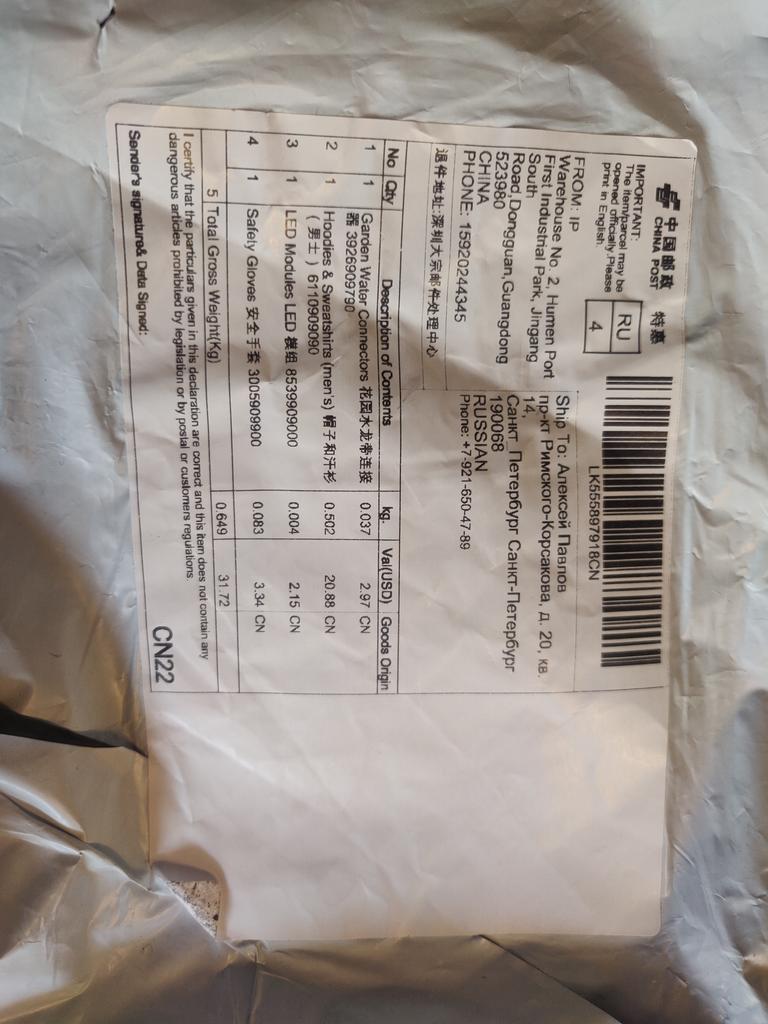 中国邮政
CHINA POST
特惠
IMPORTANT:
The item/parcel may be
opened officially.Please
print in English.
RU
4
LK555897918CN
FROM: IP
Warehouse No. 2, Humen Port
First Industrial Park, Jingang
South
Road,Dongguan,Guangdong
523980
CHINA
PHONE: 15920244345
Ship To: Алексей Павлов
пр-кт Римского-Корсакова, д. 20, кв.
14,
Санкт_Петербург Санкт-Петербург
190068
RUSSIAN
Phone: +7-921-650-47-89
退件地址:深圳大宗邮件处理中心
No Qty Description of Contents kg. Val(USD) Goods Origin
1 1 Garden Water Connectors 花园水龙带连接 0.037 2.97 CN
器 3926909790
2 1 Hoodies & Sweatshirts (men's) 帽子和汗衫 0.502 20.88 CN
( 男士 ) 6110909090
3 1 LED Modules LED 模组 8539909000 0.004 2.15 CN
4 1 Safety Gloves 安全手套 3005909900 0.083 3.34 CN
5 Total Gross Weight(Kg) 0.649 31.72
I certify that the particulars given in this declaration are correct and this item does not contain any
dangerous articles prohibited by legislation or by postal or customers regulations.
Sender's signature& Data Signed:
CN22